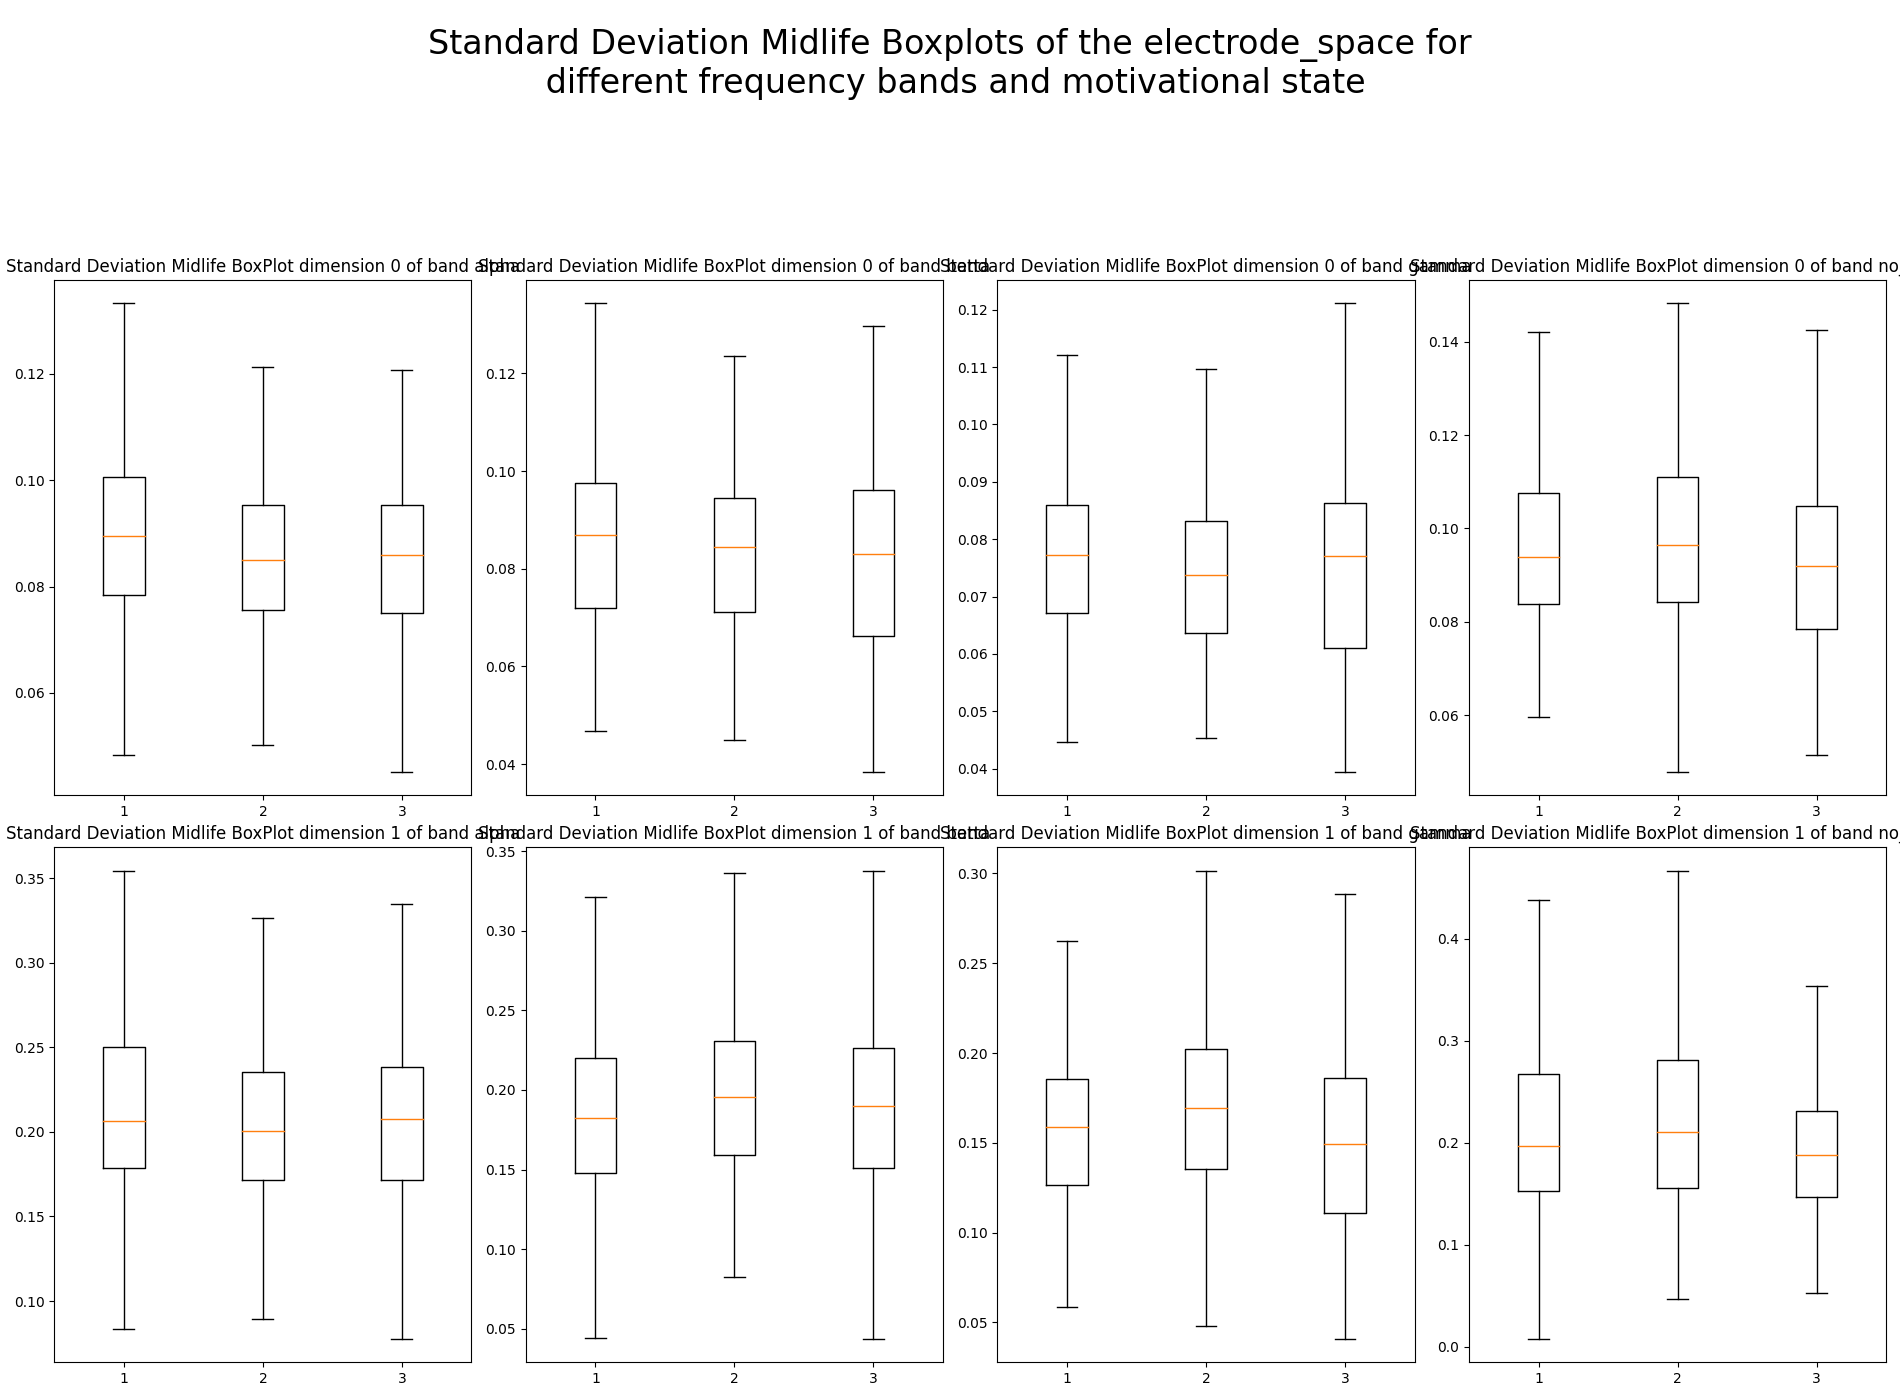 Standard Deviation Midlife Boxplots of the electrode_space for
different frequency bands and motivational state
Standard Deviation Midlife BoxPlot dimension 0 of band alpha
Standard Deviation Midlife BoxPlot dimension 0 of band betta
Standard Deviation Midlife BoxPlot dimension 0 of band gamma
Standard Deviation Midlife BoxPlot dimension 0 of band no_
0.12
0.10
0.08
0.06
1 2 3
0.12
0.10
0.08
0.06
0.04
1 2 3
0.12
0.11
0.10
0.09
0.08
0.07
0.06
0.05
0.04
1 2 3
0.14
0.12
0.10
0.08
0.06
1 2 3
Standard Deviation Midlife BoxPlot dimension 1 of band alpha
Standard Deviation Midlife BoxPlot dimension 1 of band betta
Standard Deviation Midlife BoxPlot dimension 1 of band gamma
Standard Deviation Midlife BoxPlot dimension 1 of band no_
0.35
0.30
0.25
0.20
0.15
0.10
1 2 3
0.35
0.30
0.25
0.20
0.15
0.10
0.05
1 2 3
0.30
0.25
0.20
0.15
0.10
0.05
1 2 3
0.4
0.3
0.2
0.1
0.0
1 2 3